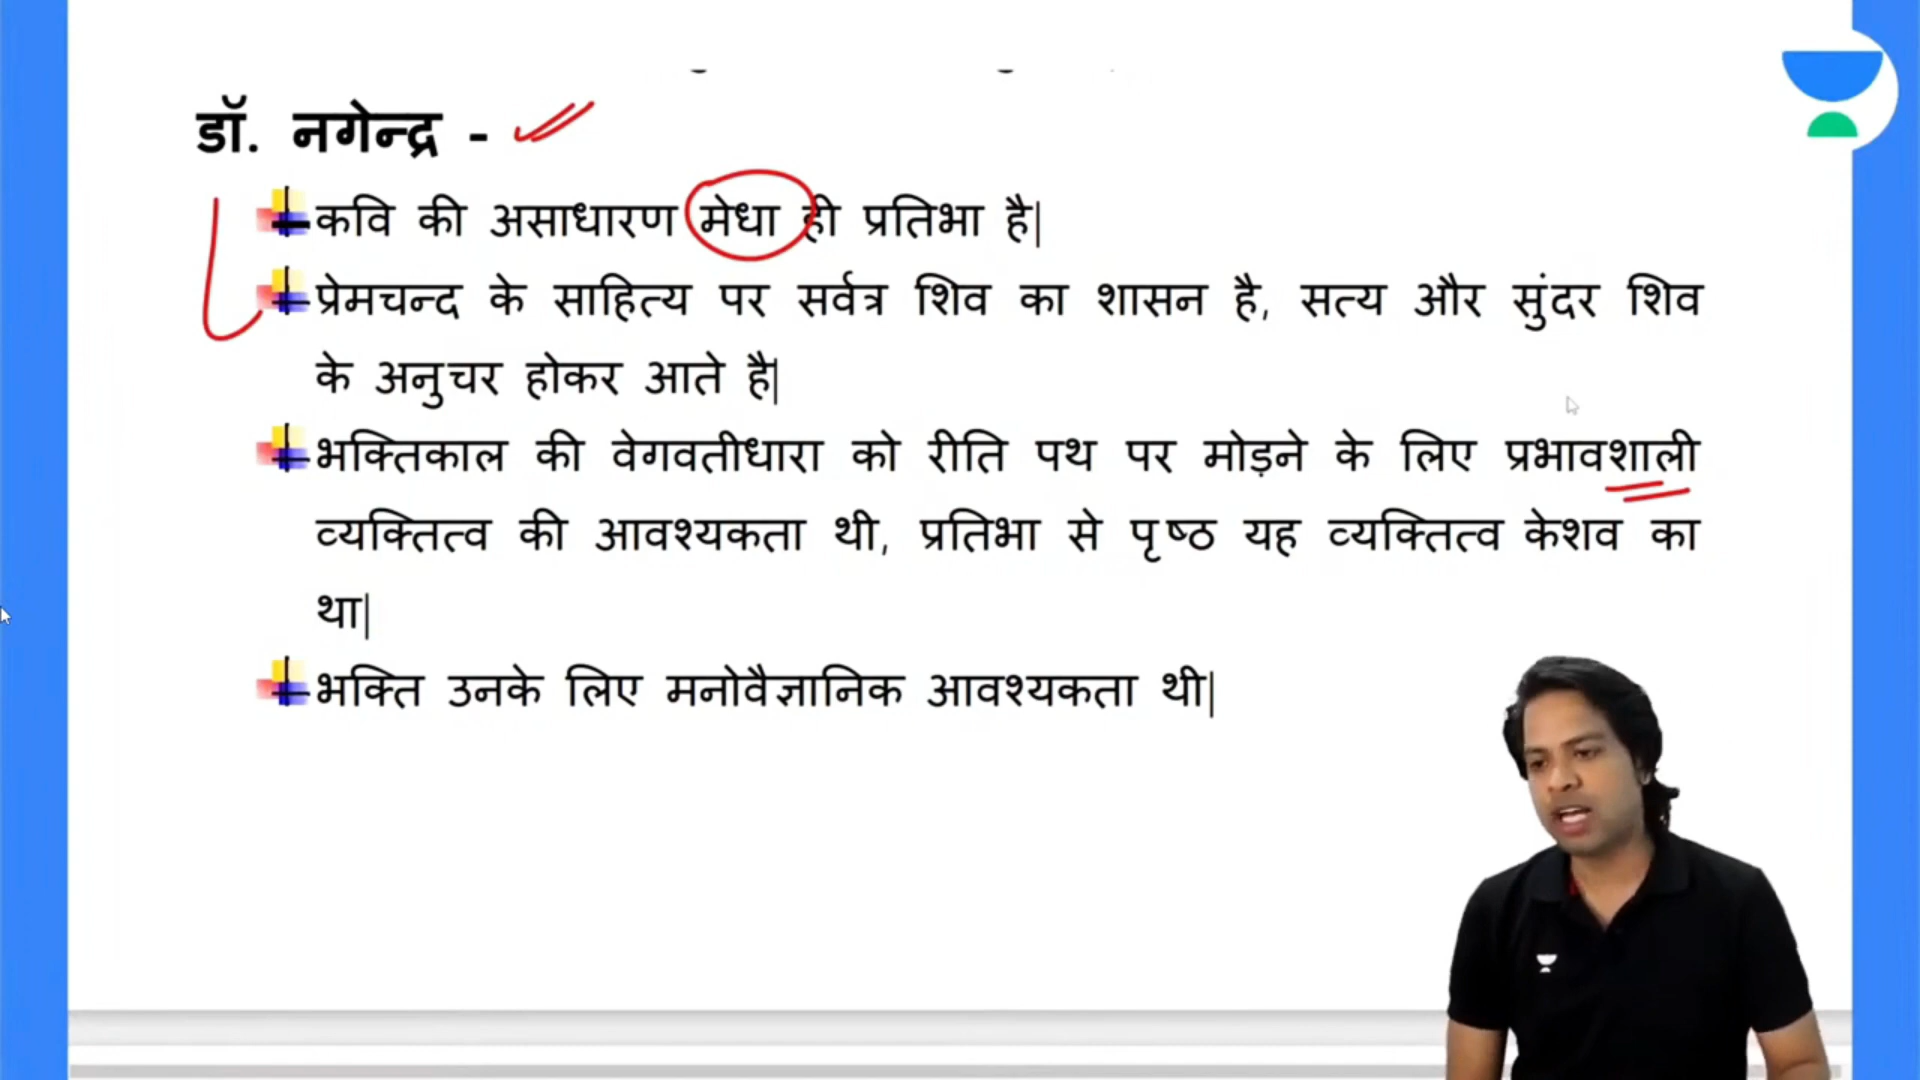 डॉ. नगेन्द्र -
कवि की असाधारण मेधा ही प्रतिभा है|
प्रेमचन्द के साहित्य पर सर्वत्र शिव का शासन है, सत्य और सुंदर शिव
के अनुचर होकर आते है|
भक्तिकाल की वेगवतीधारा को रीति पथ पर मोड़ने के लिए प्रभावशाली
व्यक्तित्व की आवश्यकता थी, प्रतिभा से पृष्ठ यह व्यक्तित्व केशव का
था|
भक्ति उनके लिए मनोवैज्ञानिक आवश्यकता थी|